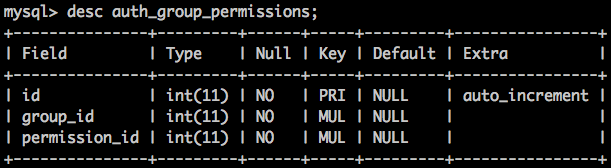 mysql> desc auth_group_permissions;
+---------------+---------+------+-----+---------+----------------+
| Field         | Type    | Null | Key | Default | Extra          |
+---------------+---------+------+-----+---------+----------------+
| id            | int(11) | NO   | PRI | NULL    | auto_increment |
| group_id      | int(11) | NO   | MUL | NULL    |                |
| permission_id | int(11) | NO   | MUL | NULL    |                |
+---------------+---------+------+-----+---------+----------------+